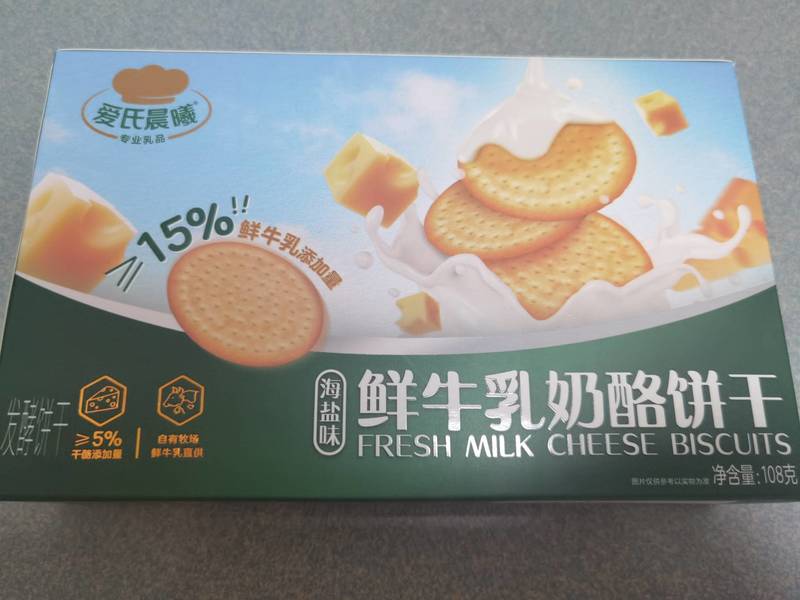 爱氏晨曦®
专业乳品
≥15%!!
鲜牛乳添加量
发酵饼干
≥5%
干酪添加量
自有牧场
鲜牛乳直供
海盐味
鲜牛乳奶酪饼干
FRESH MILK CHEESE BISCUITS
图片仅供参考以实物为准
净含量:108克